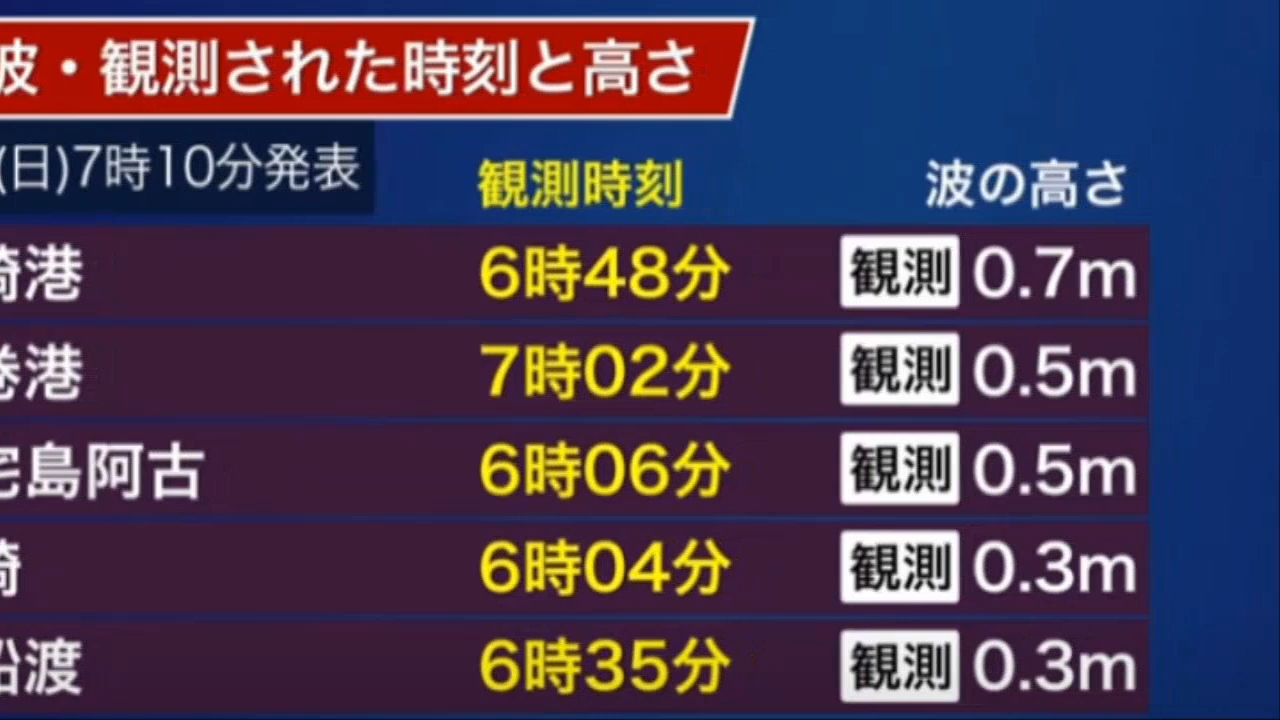 波・観測された時刻と高さ
(日)7時10分発表
観測時刻 波の高さ
崎港 6時48分 観測 0.7m
港 7時02分 観測 0.5m
宅島阿古 6時06分 観測 0.5m
崎 6時04分 観測 0.3m
船渡 6時35分 観測 0.3m